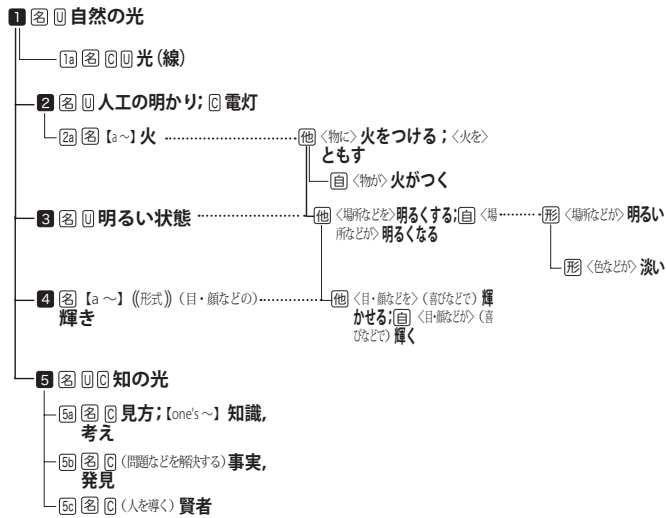 1 名 U 自然の光
1a 名 C U 光(線)
2 名 U 人工の明かり; C 電灯
2a 名【a～】火 ……… 他〈物に〉火をつける;〈火を〉
ともす
自〈物が〉火がつく
3 名 U 明るい状態 ……… 他〈場所などを〉明るくする;自〈場……… 形〈場所などが〉明るい
所などが〉明るくなる
形〈色などが〉淡い
4 名【a～】《形式》(目・顔などの)……… 他〈目・顔などを〉(喜びなどで)輝
輝き
かせる;自〈目・顔などが〉(喜
びなどで)輝く
5 名 U C 知の光
5a 名 C 見方;【one's～】知識,
考え
5b 名 C (問題などを解決する)事実,
発見
5c 名 C (人を導く)賢者